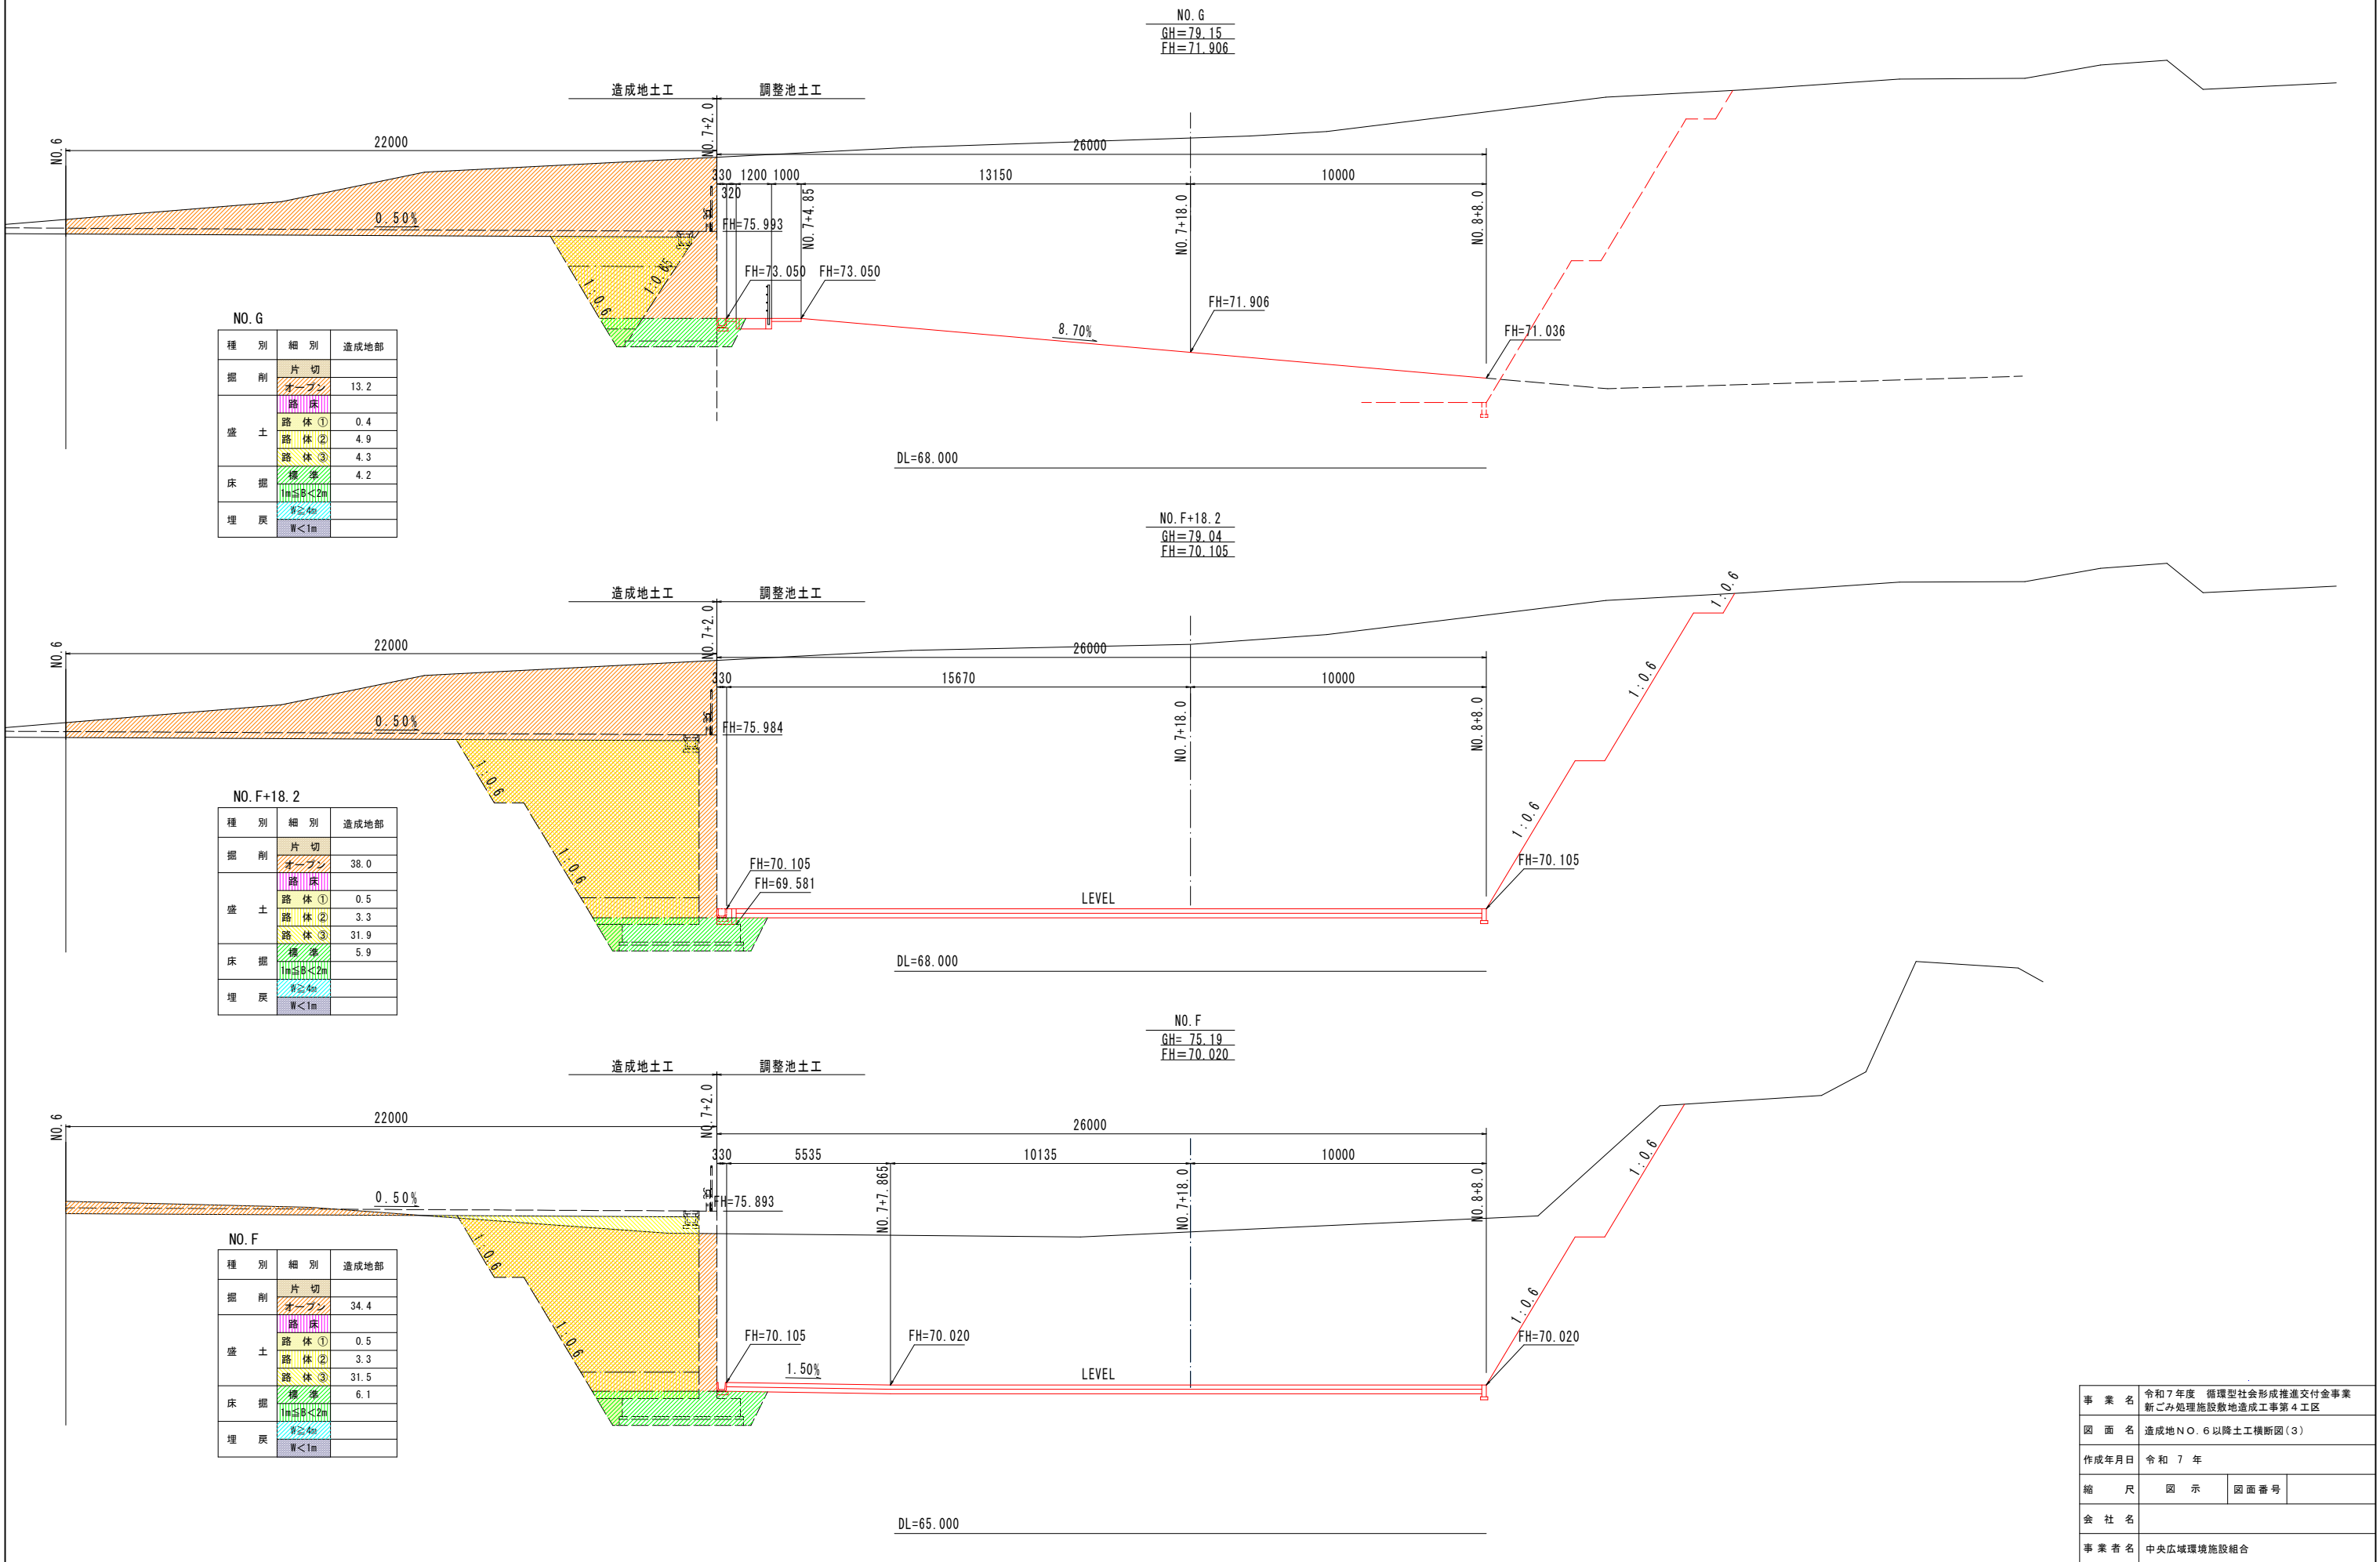 NO.G
GH=79.15
FH=71.906
造成地土工
調整池土工
NO.6
22000
NO.7+2.0
26000
330
320
1200
1000
NO.7+4.85
13150
NO.7+18.0
10000
NO.8+8.0
0.50%
FH=75.993
1:0.6
1:0.65
FH=73.050
FH=73.050
FH=71.906
8.70%
FH=71.036
DL=68.000
NO.G
種 別 細 別 造成地部
掘 削 片 切
オープン 13.2
盛 土 路 床
路 体 ① 0.4
路 体 ② 4.9
路 体 ③ 4.3
床 掘 標 準 4.2
1m≦B<2m
埋 戻 W≧4m
W<1m
NO.F+18.2
GH=79.04
FH=70.105
造成地土工
調整池土工
NO.6
22000
NO.7+2.0
26000
330
15670
NO.7+18.0
10000
NO.8+8.0
0.50%
FH=75.984
1:0.6
1:0.6
FH=70.105
FH=69.581
LEVEL
FH=70.105
1:0.6
1:0.6
1:0.6
DL=68.000
NO.F+18.2
種 別 細 別 造成地部
掘 削 片 切
オープン 38.0
盛 土 路 床
路 体 ① 0.5
路 体 ② 3.3
路 体 ③ 31.9
床 掘 標 準 5.9
1m≦B<2m
埋 戻 W≧4m
W<1m
NO.F
GH= 75.19
FH=70.020
造成地土工
調整池土工
NO.6
22000
NO.7+2.0
26000
330
5535
NO.7+7.865
10135
NO.7+18.0
10000
NO.8+8.0
0.50%
FH=75.893
1:0.6
1:0.6
FH=70.105
1.50%
FH=70.020
LEVEL
FH=70.020
1:0.6
1:0.6
DL=65.000
NO.F
種 別 細 別 造成地部
掘 削 片 切
オープン 34.4
盛 土 路 床
路 体 ① 0.5
路 体 ② 3.3
路 体 ③ 31.5
床 掘 標 準 6.1
1m≦B<2m
埋 戻 W≧4m
W<1m
事 業 名 令和7年度 循環型社会形成推進交付金事業
新ごみ処理施設敷地造成工事第4工区
図 面 名 造成地NO.6以降土工横断図(3)
作成年月日 令和 7 年
縮 尺 図 示 図面番号
会 社 名
事 業 者 名 中央広域環境施設組合